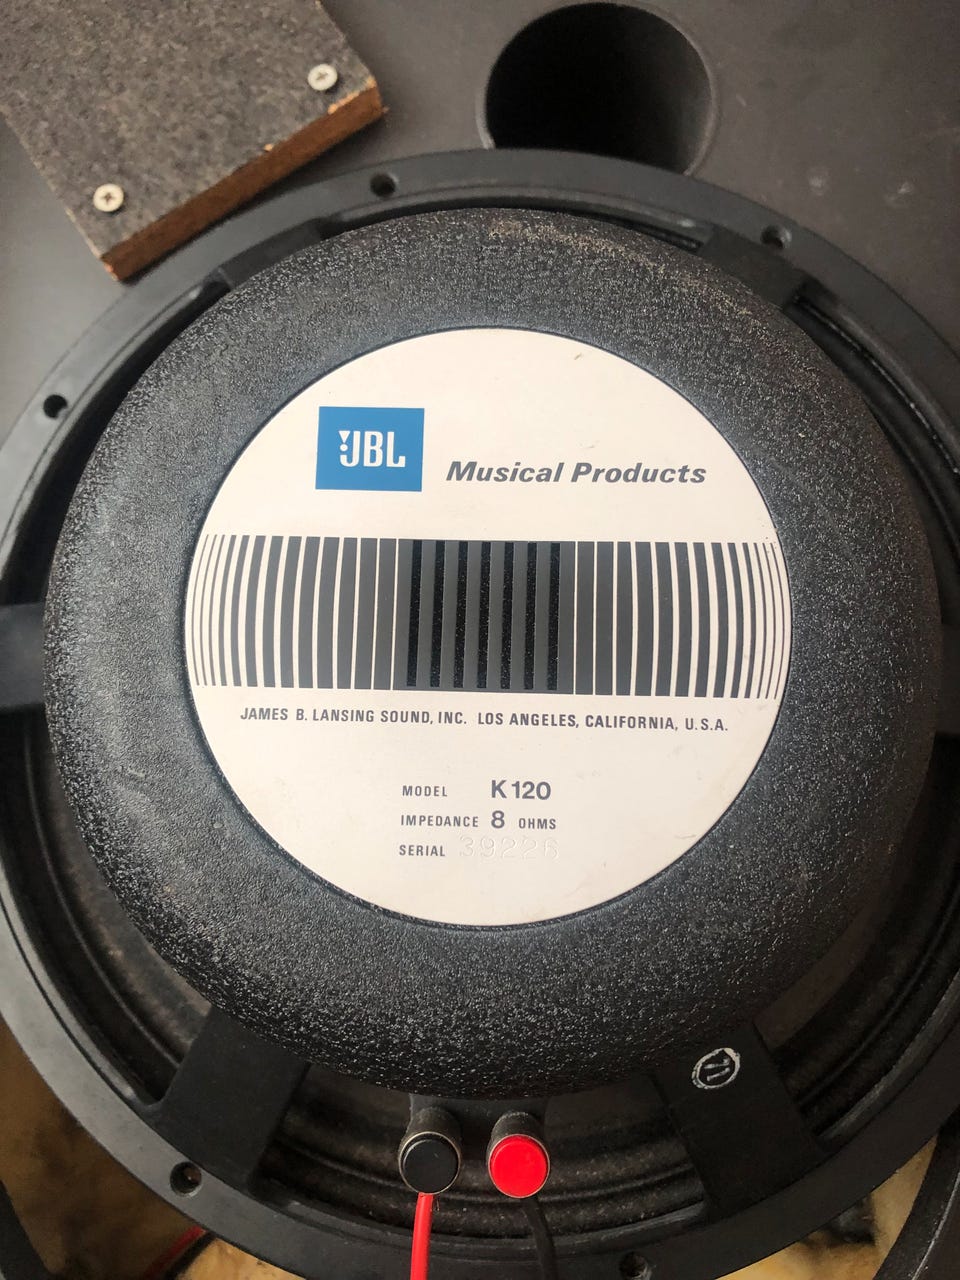 JBL
Musical Products
JAMES B. LANSING SOUND, INC. LOS ANGELES, CALIFORNIA, U.S.A.
MODEL K120
IMPEDANCE 8 OHMS
SERIAL 39226